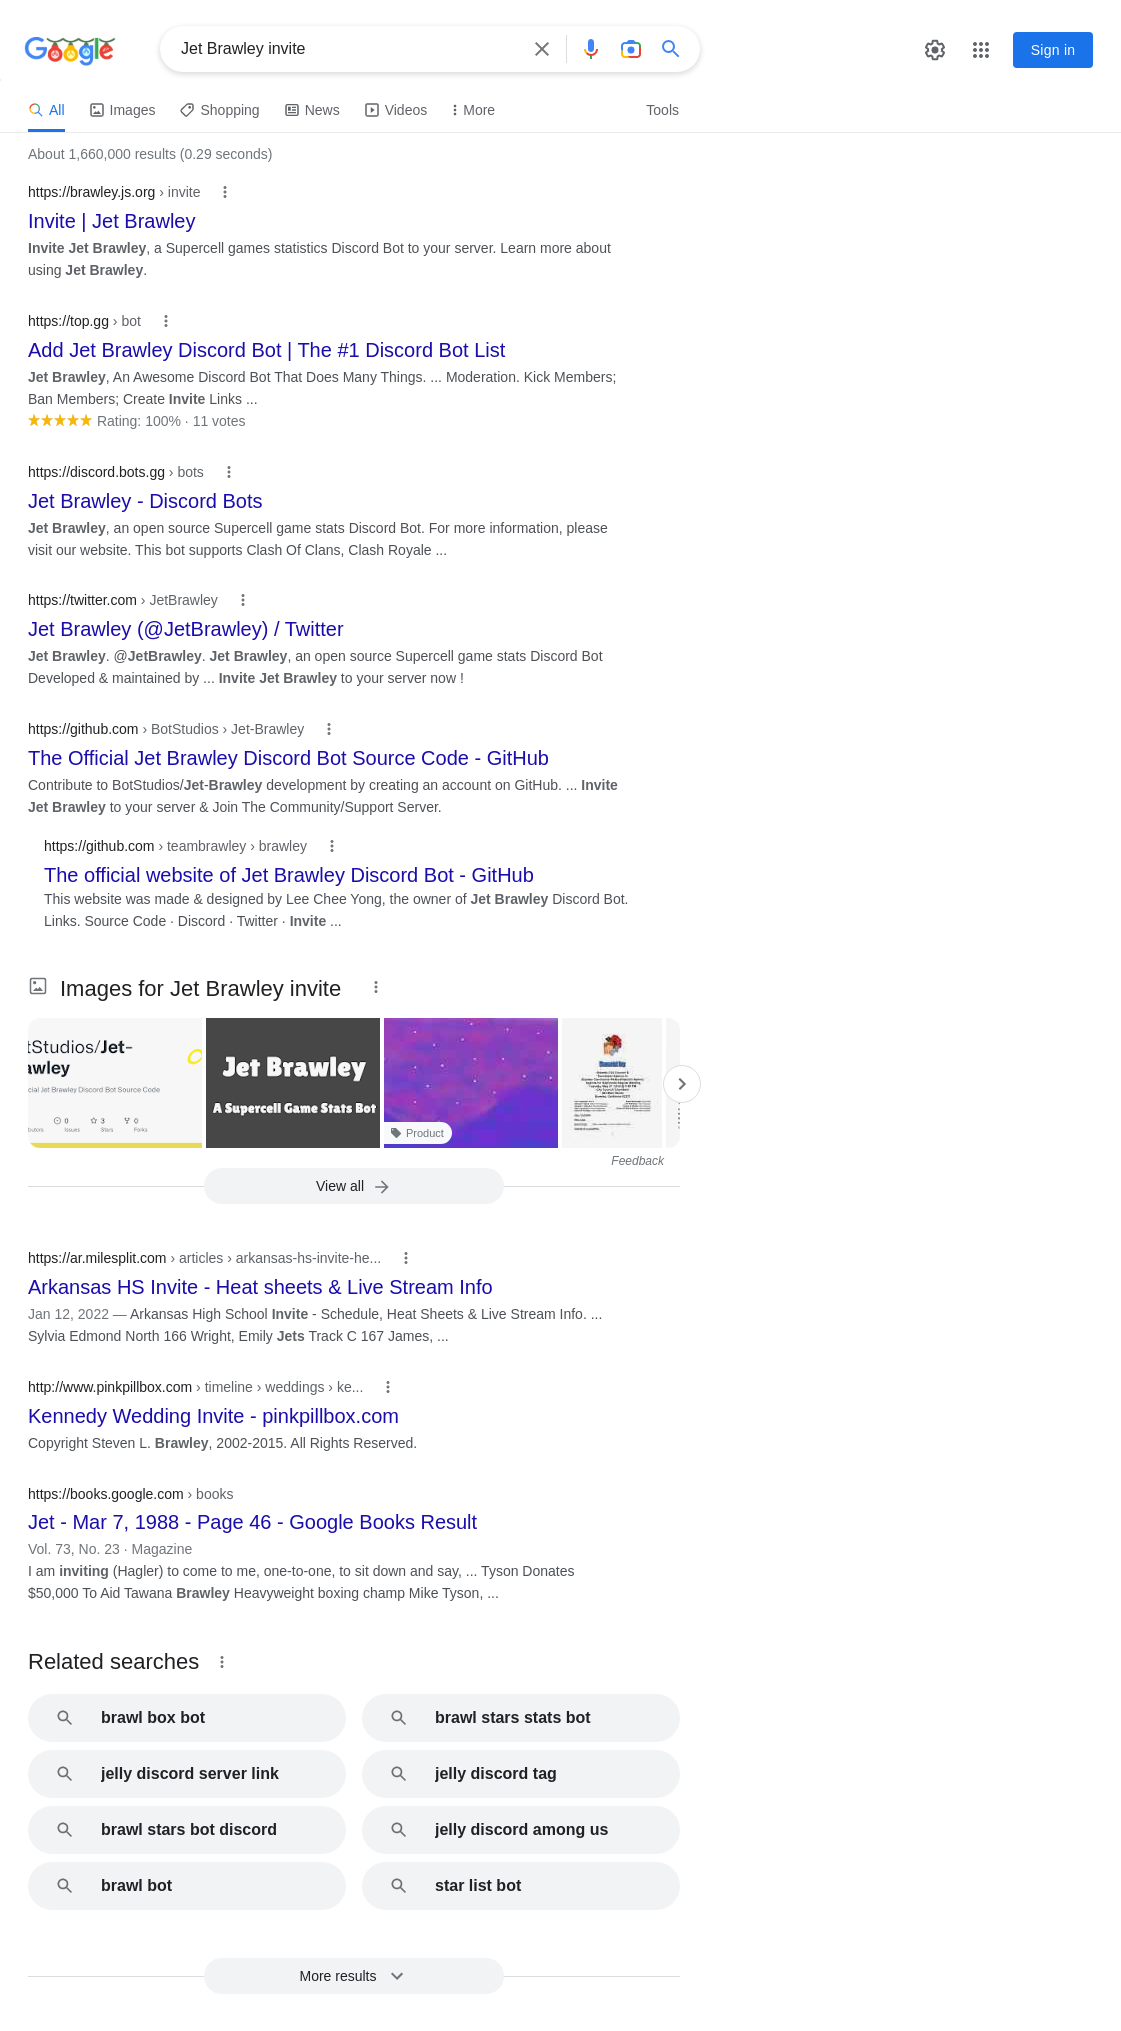 Google
Jet Brawley invite
Sign in
All Images Shopping News Videos More Tools
About 1,660,000 results (0.29 seconds)
https://brawley.js.org › invite
Invite | Jet Brawley
Invite Jet Brawley, a Supercell games statistics Discord Bot to your server. Learn more about
using Jet Brawley.
https://top.gg › bot
Add Jet Brawley Discord Bot | The #1 Discord Bot List
Jet Brawley, An Awesome Discord Bot That Does Many Things. ... Moderation. Kick Members;
Ban Members; Create Invite Links ...
Rating: 100% · 11 votes
https://discord.bots.gg › bots
Jet Brawley - Discord Bots
Jet Brawley, an open source Supercell game stats Discord Bot. For more information, please
visit our website. This bot supports Clash Of Clans, Clash Royale ...
https://twitter.com › JetBrawley
Jet Brawley (@JetBrawley) / Twitter
Jet Brawley. @JetBrawley. Jet Brawley, an open source Supercell game stats Discord Bot
Developed & maintained by ... Invite Jet Brawley to your server now !
https://github.com › BotStudios › Jet-Brawley
The Official Jet Brawley Discord Bot Source Code - GitHub
Contribute to BotStudios/Jet-Brawley development by creating an account on GitHub. ... Invite
Jet Brawley to your server & Join The Community/Support Server.
https://github.com › teambrawley › brawley
The official website of Jet Brawley Discord Bot - GitHub
This website was made & designed by Lee Chee Yong, the owner of Jet Brawley Discord Bot.
Links. Source Code · Discord · Twitter · Invite ...
Images for Jet Brawley invite
tStudios/Jet-
awley
cial Jet Brawley Discord Bot Source Code
0 0 3 0
butors Issues Stars Forks
Jet Brawley
A Supercell Game Stats Bot
Product
Feedback
View all
https://ar.milesplit.com › articles › arkansas-hs-invite-he...
Arkansas HS Invite - Heat sheets & Live Stream Info
Jan 12, 2022 — Arkansas High School Invite - Schedule, Heat Sheets & Live Stream Info. ...
Sylvia Edmond North 166 Wright, Emily Jets Track C 167 James, ...
http://www.pinkpillbox.com › timeline › weddings › ke...
Kennedy Wedding Invite - pinkpillbox.com
Copyright Steven L. Brawley, 2002-2015. All Rights Reserved.
https://books.google.com › books
Jet - Mar 7, 1988 - Page 46 - Google Books Result
Vol. 73, No. 23 · Magazine
I am inviting (Hagler) to come to me, one-to-one, to sit down and say, ... Tyson Donates
$50,000 To Aid Tawana Brawley Heavyweight boxing champ Mike Tyson, ...
Related searches
brawl box bot
brawl stars stats bot
jelly discord server link
jelly discord tag
brawl stars bot discord
jelly discord among us
brawl bot
star list bot
More results